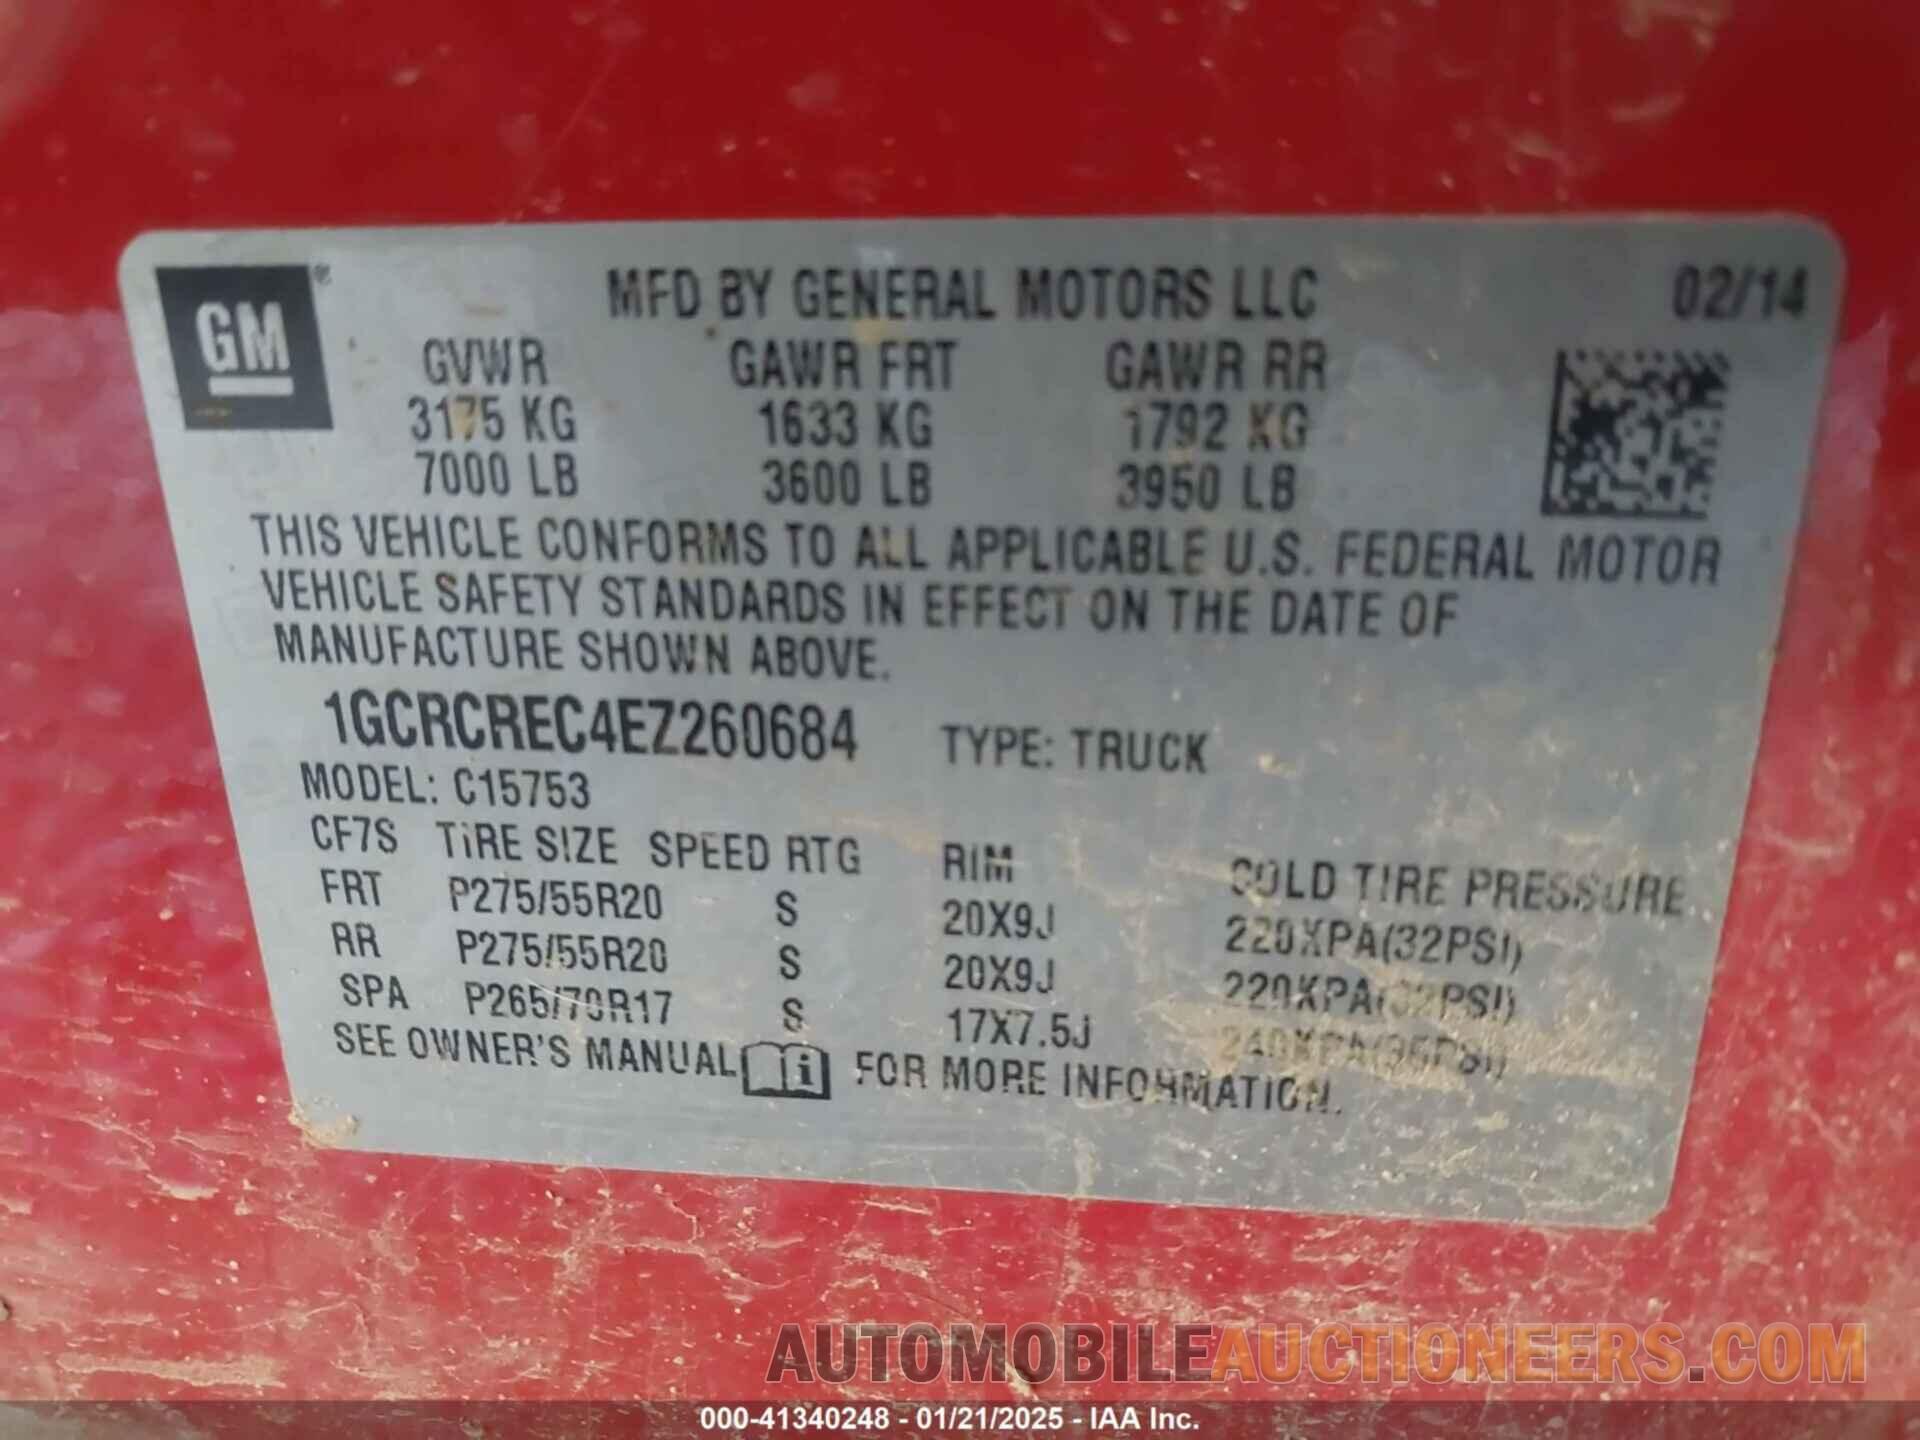 GM ® MFD BY GENERAL MOTORS LLC 02/14
GVWR GAWR FRT GAWR RR
3175 KG 1633 KG 1792 KG
7000 LB 3600 LB 3950 LB
THIS VEHICLE CONFORMS TO ALL APPLICABLE U.S. FEDERAL MOTOR
VEHICLE SAFETY STANDARDS IN EFFECT ON THE DATE OF
MANUFACTURE SHOWN ABOVE.
1GCRCREC4EZ260684 TYPE: TRUCK
MODEL: C15753
CF7S TIRE SIZE SPEED RTG RIM COLD TIRE PRESSURE
FRT P275/55R20 S 20X9J 220KPA(32PSI)
RR P275/55R20 S 20X9J 220KPA(32PSI)
SPA P265/70R17 S 17X7.5J 240KPA(35PSI)
SEE OWNER'S MANUAL i FOR MORE INFORMATION.
AUTOMOBILEAUCTIONEERS.COM
000-41340248 - 01/21/2025 - IAA Inc.